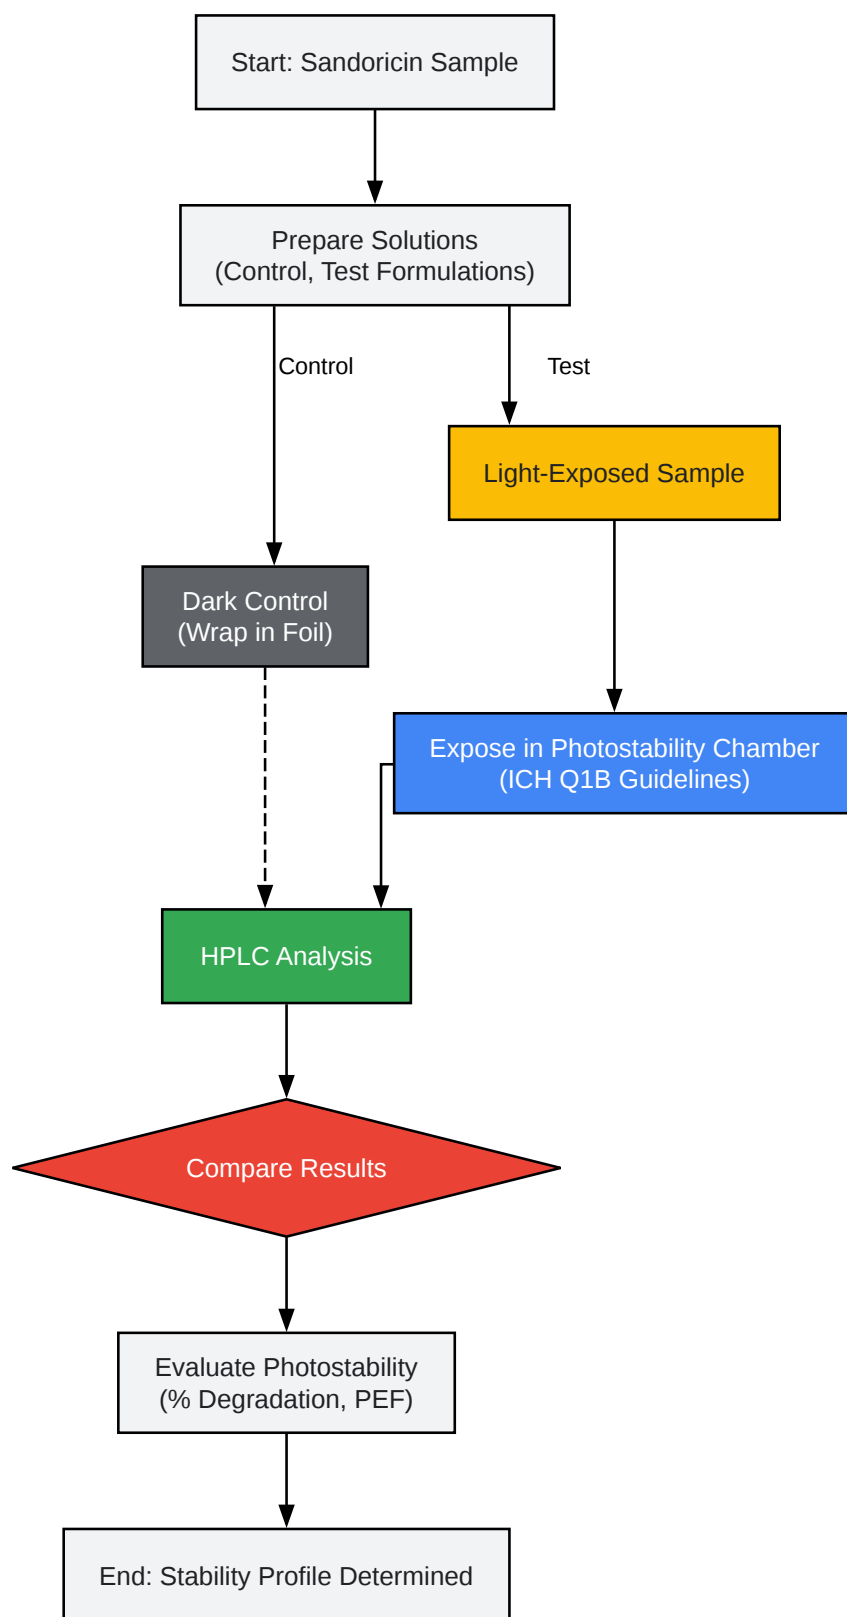 Start: Sandoricin Sample
Prepare Solutions
(Control, Test Formulations)
Control
Test
Light-Exposed Sample
Dark Control
(Wrap in Foil)
Expose in Photostability Chamber
(ICH Q1B Guidelines)
HPLC Analysis
Compare Results
Evaluate Photostability
(% Degradation, PEF)
End: Stability Profile Determined